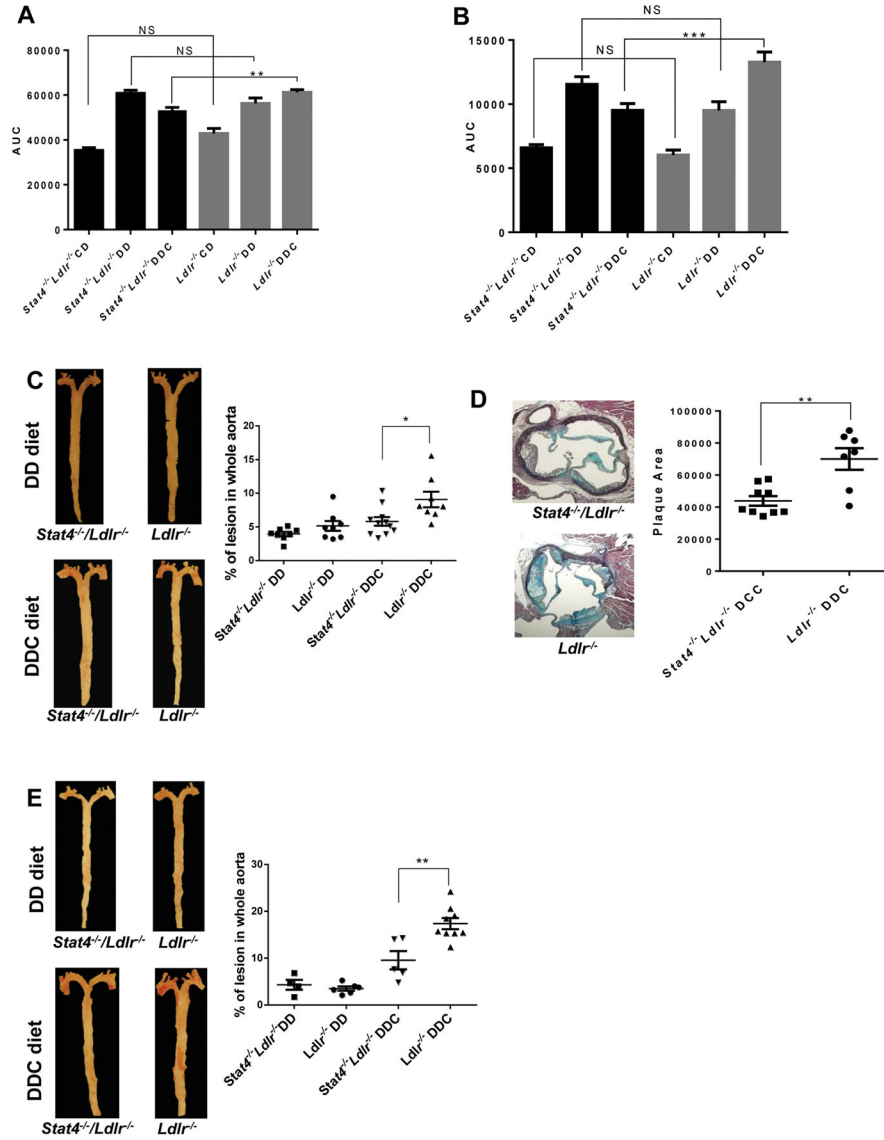 A
NS
NS
**
AUC
60000
80000
40000
20000
0
Stat4-/-Ldlr-/-CD
Stat4-/-Ldlr-/-DD
Stat4-/-Ldlr-/-DDC
Ldlr-/-CD
Ldlr-/-DD
Ldlr-/-DDC
B
NS
NS
***
AUC
15000
10000
5000
0
Stat4-/-Ldlr-/-CD
Stat4-/-Ldlr-/-DD
Stat4-/-Ldlr-/-DDC
Ldlr-/-CD
Ldlr-/-DD
Ldlr-/-DDC
C
DD diet
Stat4-/-/Ldlr-/-
Ldlr-/-
DDC diet
Stat4-/-/Ldlr-/-
Ldlr-/-
% of lesion in whole aorta
20
15
10
5
0
*
Stat4-/-Ldlr-/- DD
Ldlr-/- DD
Stat4-/-Ldlr-/- DDC
Ldlr-/- DDC
D
Stat4-/-/Ldlr-/-
Ldlr-/-
Plaque Area
100000
80000
60000
40000
20000
0
**
Stat4-/-Ldlr-/- DCC
Ldlr-/- DDC
E
DD diet
Stat4-/-/Ldlr-/-
Ldlr-/-
DDC diet
Stat4-/-/Ldlr-/-
Ldlr-/-
% of lesion in whole aorta
30
20
10
0
**
Stat4-/-Ldlr-/-DD
Ldlr-/- DD
Stat4-/-Ldlr-/- DDC
Ldlr-/- DDC